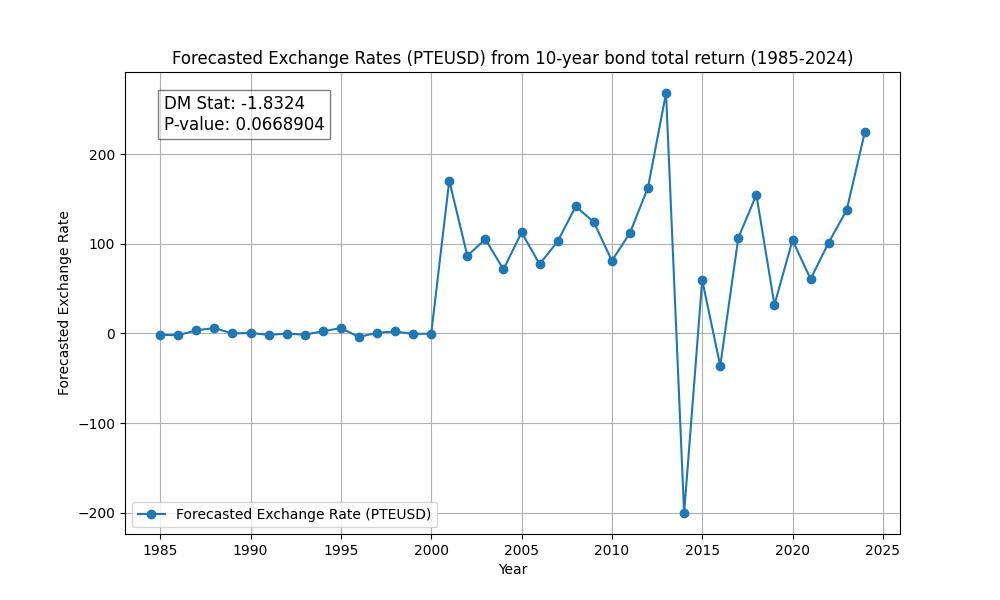 Forecasted Exchange Rates (PTEUSD) from 10-year bond total return (1985-2024)
DM Stat: -1.8324
P-value: 0.0668904
Forecasted Exchange Rate
200
100
0
−100
−200
Forecasted Exchange Rate (PTEUSD)
1985 1990 1995 2000 2005 2010 2015 2020 2025
Year